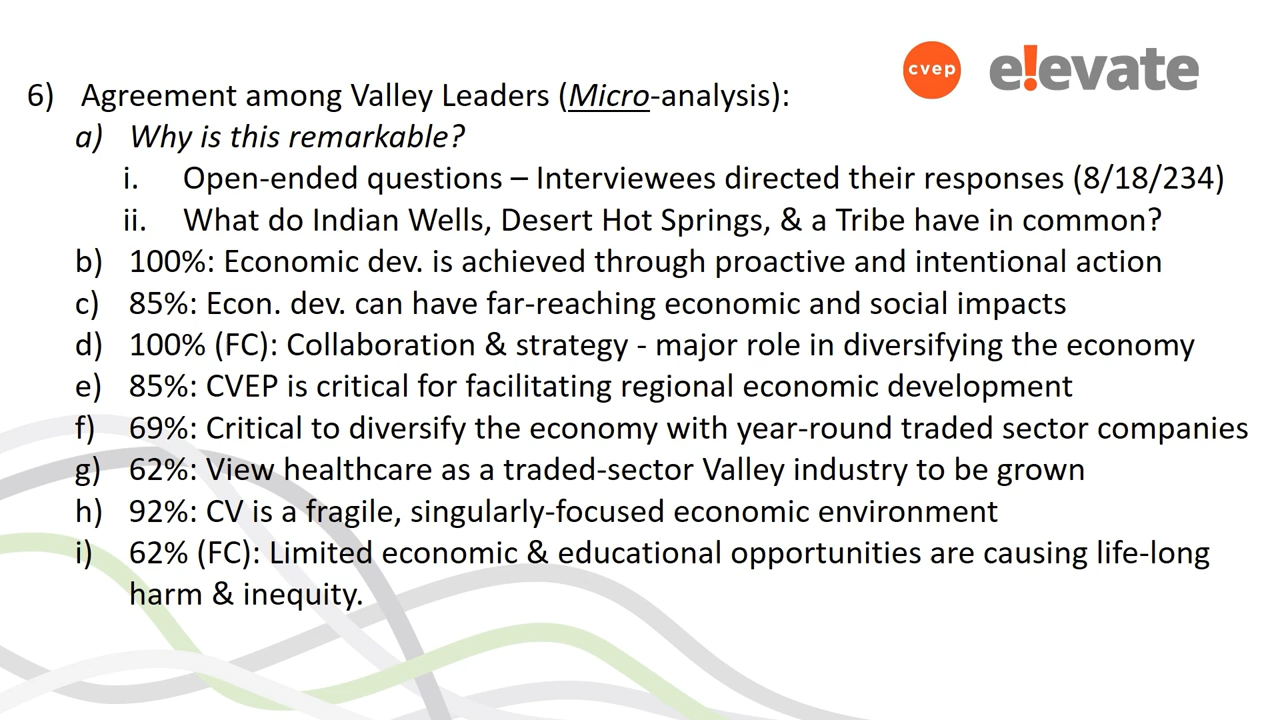 cvep e!evate
6) Agreement among Valley Leaders (Micro-analysis):
a) Why is this remarkable?
i. Open-ended questions – Interviewees directed their responses (8/18/234)
ii. What do Indian Wells, Desert Hot Springs, & a Tribe have in common?
b) 100%: Economic dev. is achieved through proactive and intentional action
c) 85%: Econ. dev. can have far-reaching economic and social impacts
d) 100% (FC): Collaboration & strategy - major role in diversifying the economy
e) 85%: CVEP is critical for facilitating regional economic development
f) 69%: Critical to diversify the economy with year-round traded sector companies
g) 62%: View healthcare as a traded-sector Valley industry to be grown
h) 92%: CV is a fragile, singularly-focused economic environment
i) 62% (FC): Limited economic & educational opportunities are causing life-long
harm & inequity.